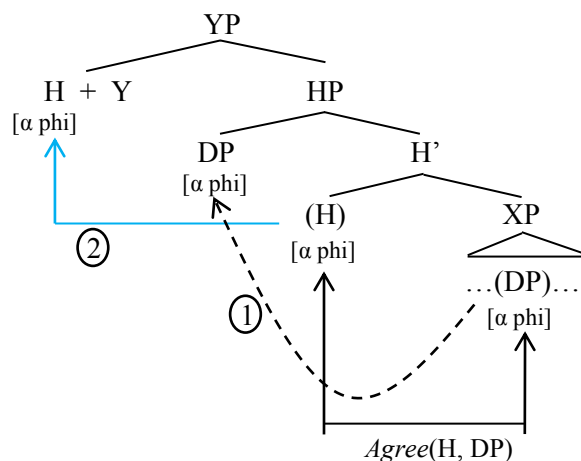 YP
H + Y HP
[α phi]
DP H’
[α phi]
(H) XP
[α phi]
2
…(DP)…
[α phi]
1
Agree(H, DP)